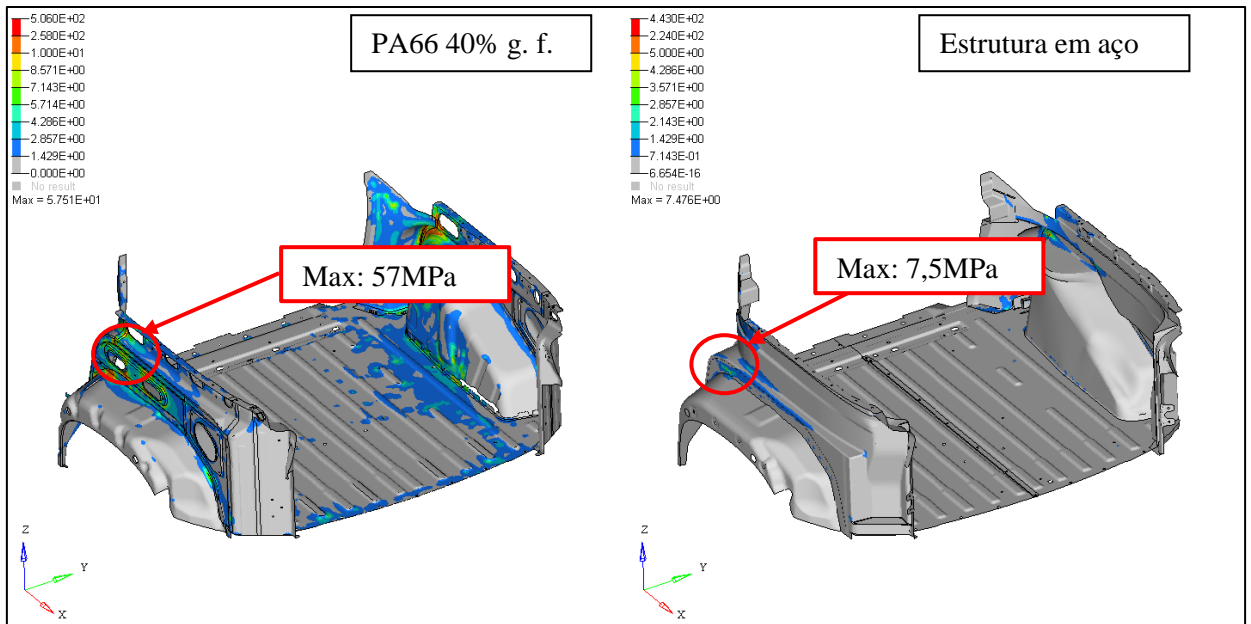 5.060E+02
2.580E+02
1.000E+01
8.571E+00
7.143E+00
5.714E+00
4.286E+00
2.857E+00
1.429E+00
0.000E+00
No result
Max = 5.751E+01
PA66 40% g. f.
Max: 57MPa
Z
Y
X
4.430E+02
2.240E+02
5.000E+00
4.286E+00
3.571E+00
2.857E+00
2.143E+00
1.429E+00
7.143E-01
6.654E-16
No result
Max = 7.476E+00
Estrutura em aço
Max: 7,5MPa
Z
Y
X